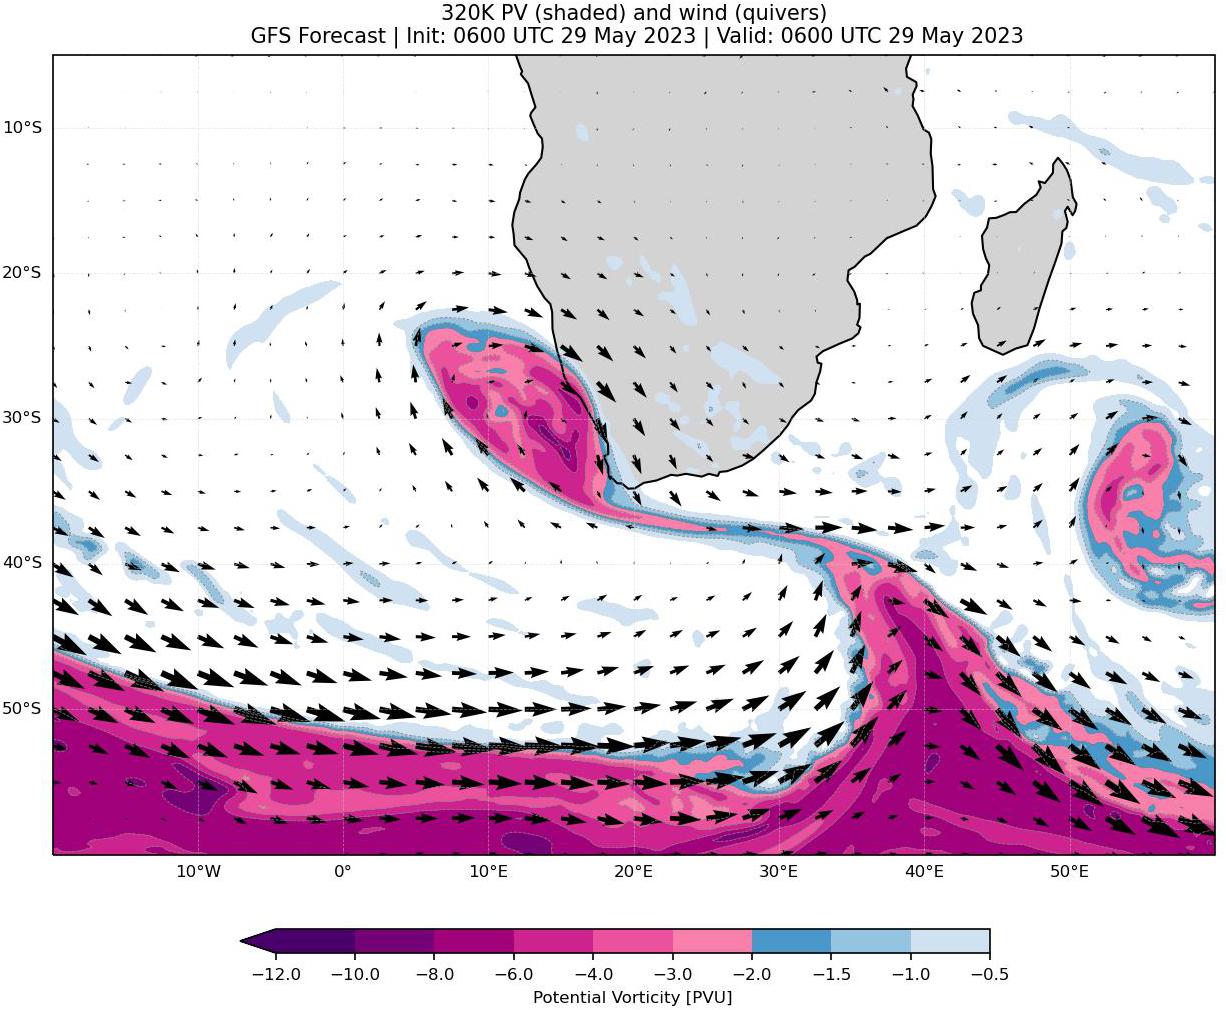 320K PV (shaded) and wind (quivers)
GFS Forecast | Init: 0600 UTC 29 May 2023 | Valid: 0600 UTC 29 May 2023
10°S
20°S
30°S
40°S
50°S
10°W 0° 10°E 20°E 30°E 40°E 50°E
−12.0 −10.0 −8.0 −6.0 −4.0 −3.0 −2.0 −1.5 −1.0 −0.5
Potential Vorticity [PVU]